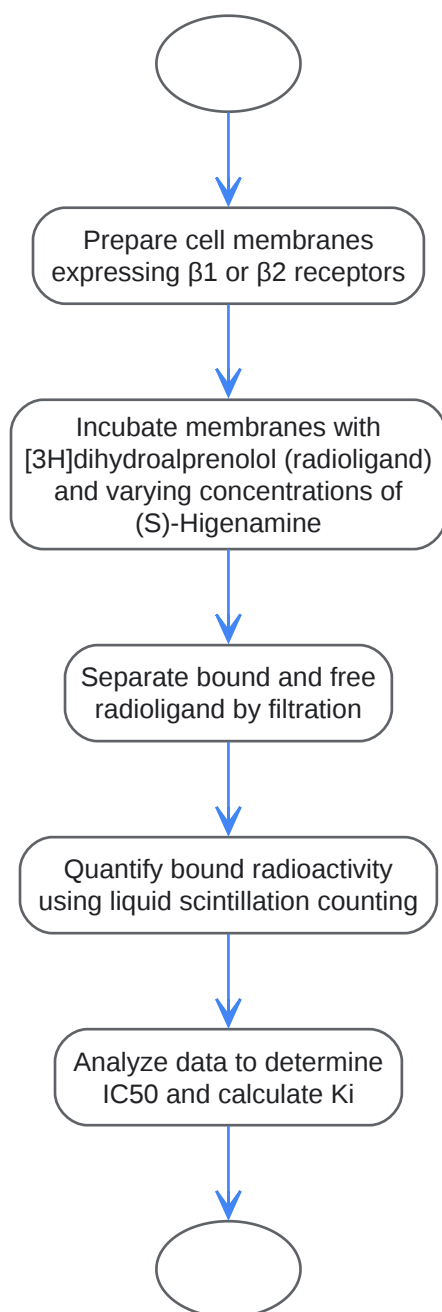 Prepare cell membranes
expressing β1 or β2 receptors
Incubate membranes with
[3H]dihydroalprenolol (radioligand)
and varying concentrations of
(S)-Higenamine
Separate bound and free
radioligand by filtration
Quantify bound radioactivity
using liquid scintillation counting
Analyze data to determine
IC50 and calculate Ki